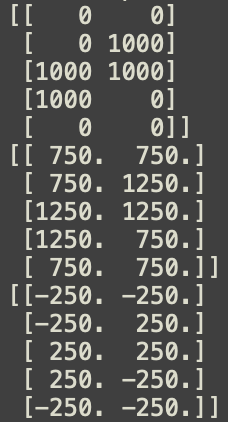 [[   0    0]
 [   0 1000]
 [1000 1000]
 [1000    0]
 [   0    0]]
[[ 750.  750.]
 [ 750. 1250.]
 [1250. 1250.]
 [1250.  750.]
 [ 750.  750.]]
[[-250. -250.]
 [-250.  250.]
 [ 250.  250.]
 [ 250. -250.]
 [-250. -250.]]